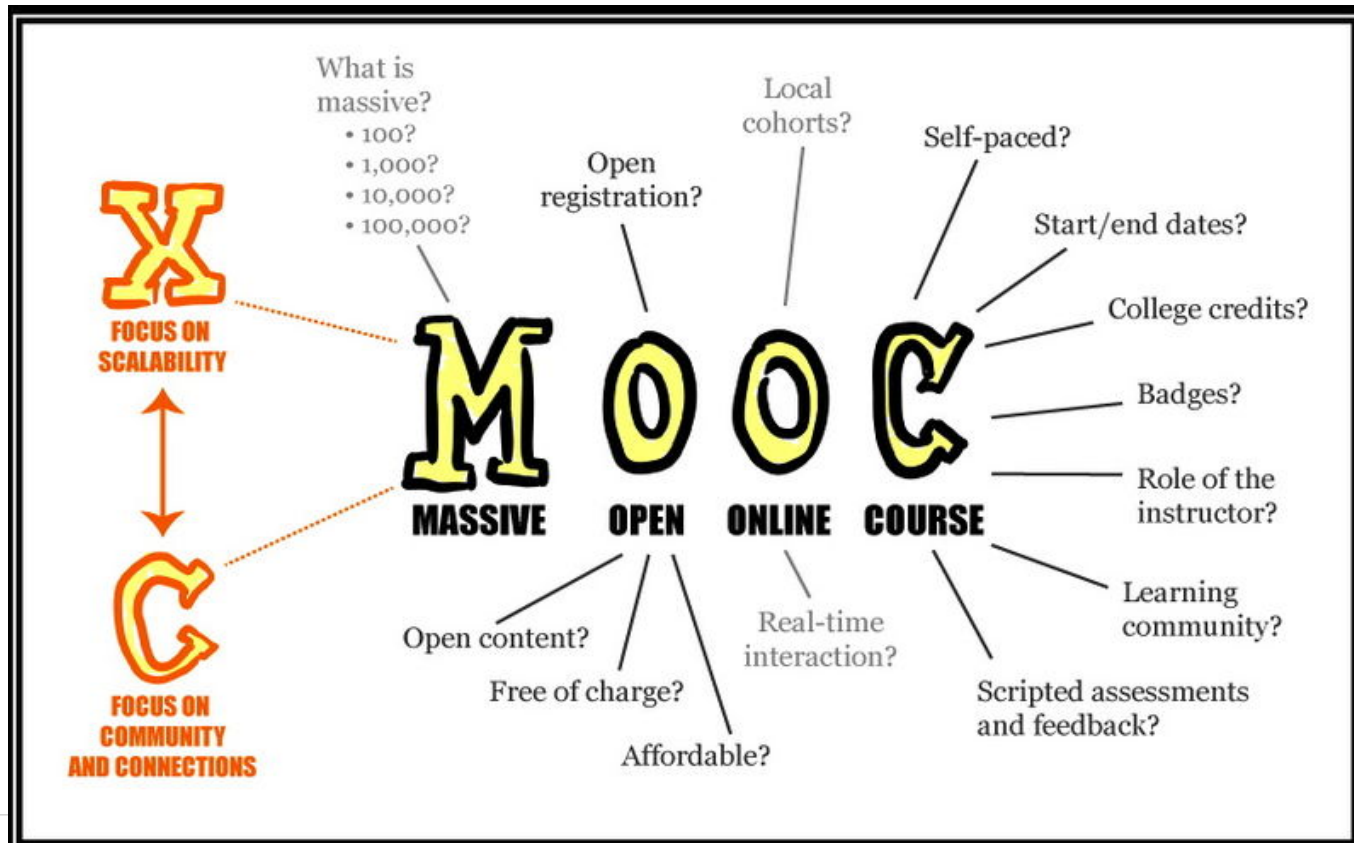 What is
massive?
• 100?
• 1,000?
• 10,000?
• 100,000?
Open
registration?
Local
cohorts?
Self-paced?
Start/end dates?
College credits?
Badges?
Role of the
instructor?
Learning
community?
Scripted assessments
and feedback?
X
FOCUS ON
SCALABILITY
C
FOCUS ON
COMMUNITY
AND CONNECTIONS
MOOC
MASSIVE OPEN ONLINE COURSE
Open content?
Free of charge?
Affordable?
Real-time
interaction?